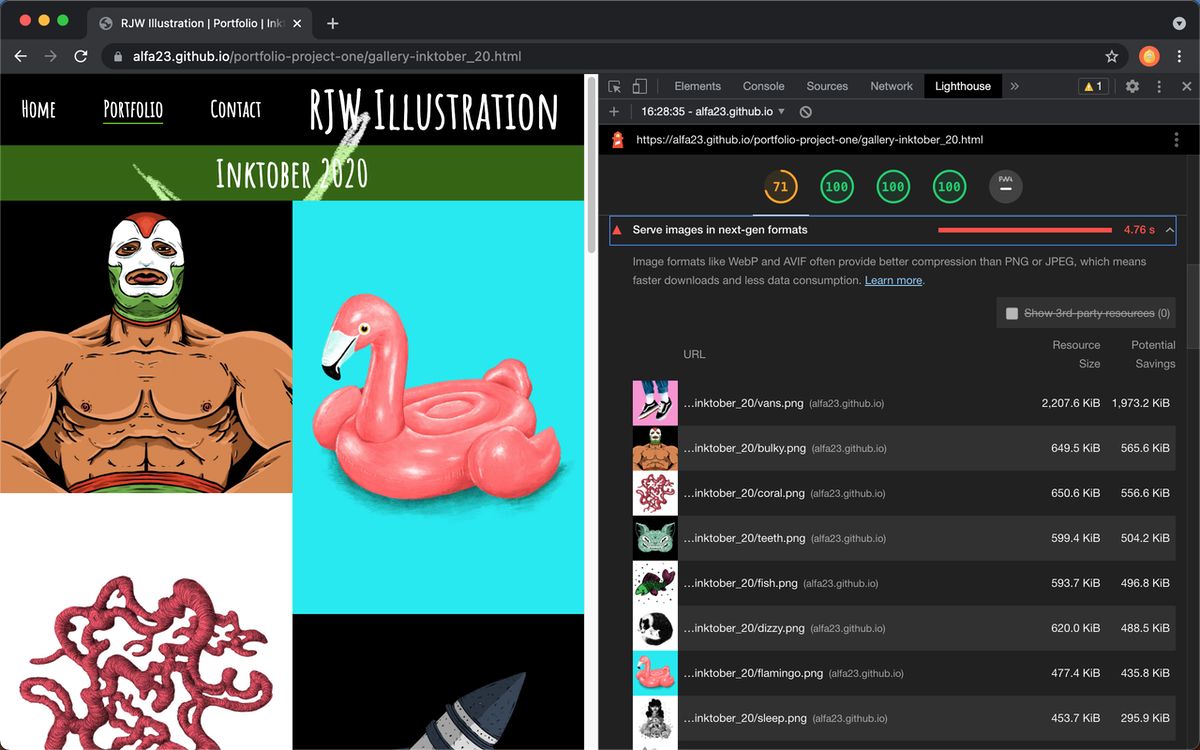 RJW Illustration | Portfolio | Ink
alfa23.github.io/portfolio-project-one/gallery-inktober_20.html
Home Portfolio Contact RJW Illustration
Inktober 2020
Elements Console Sources Network Lighthouse » 1
16:28:35 - alfa23.github.io
https://alfa23.github.io/portfolio-project-one/gallery-inktober_20.html
71 100 100 100 PWA
Serve images in next-gen formats 4.76 s
Image formats like WebP and AVIF often provide better compression than PNG or JPEG, which means
faster downloads and less data consumption. Learn more.
Show 3rd-party resources (0)
URL Resource Size Potential Savings
...inktober_20/vans.png (alfa23.github.io) 2,207.6 KiB 1,973.2 KiB
...inktober_20/bulky.png (alfa23.github.io) 649.5 KiB 565.6 KiB
...inktober_20/coral.png (alfa23.github.io) 650.6 KiB 556.6 KiB
...inktober_20/teeth.png (alfa23.github.io) 599.4 KiB 504.2 KiB
...inktober_20/fish.png (alfa23.github.io) 593.7 KiB 496.8 KiB
...inktober_20/dizzy.png (alfa23.github.io) 620.0 KiB 488.5 KiB
...inktober_20/flamingo.png (alfa23.github.io) 477.4 KiB 435.8 KiB
...inktober_20/sleep.png (alfa23.github.io) 453.7 KiB 295.9 KiB